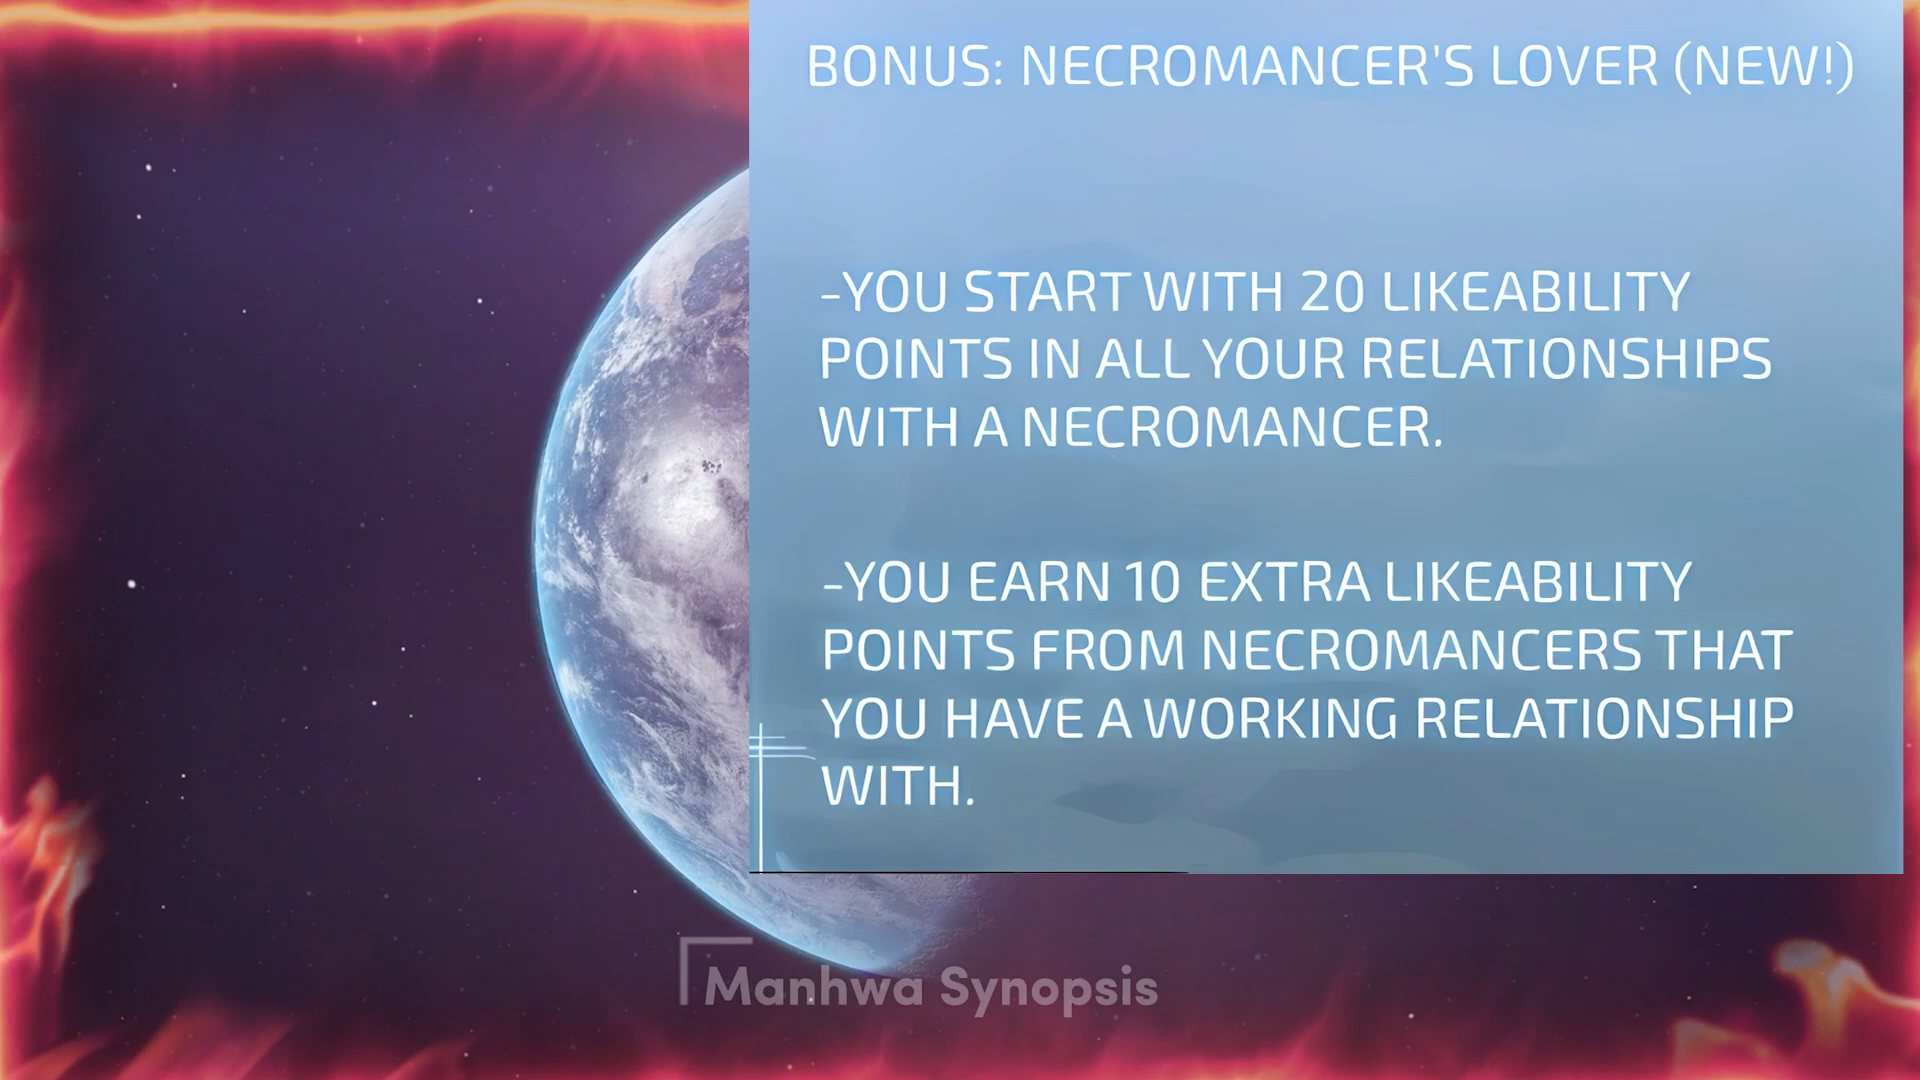 BONUS: NECROMANCER'S LOVER (NEW!)
-YOU START WITH 20 LIKEABILITY
POINTS IN ALL YOUR RELATIONSHIPS
WITH A NECROMANCER.
-YOU EARN 10 EXTRA LIKEABILITY
POINTS FROM NECROMANCERS THAT
YOU HAVE A WORKING RELATIONSHIP
WITH.
Manhwa Synopsis